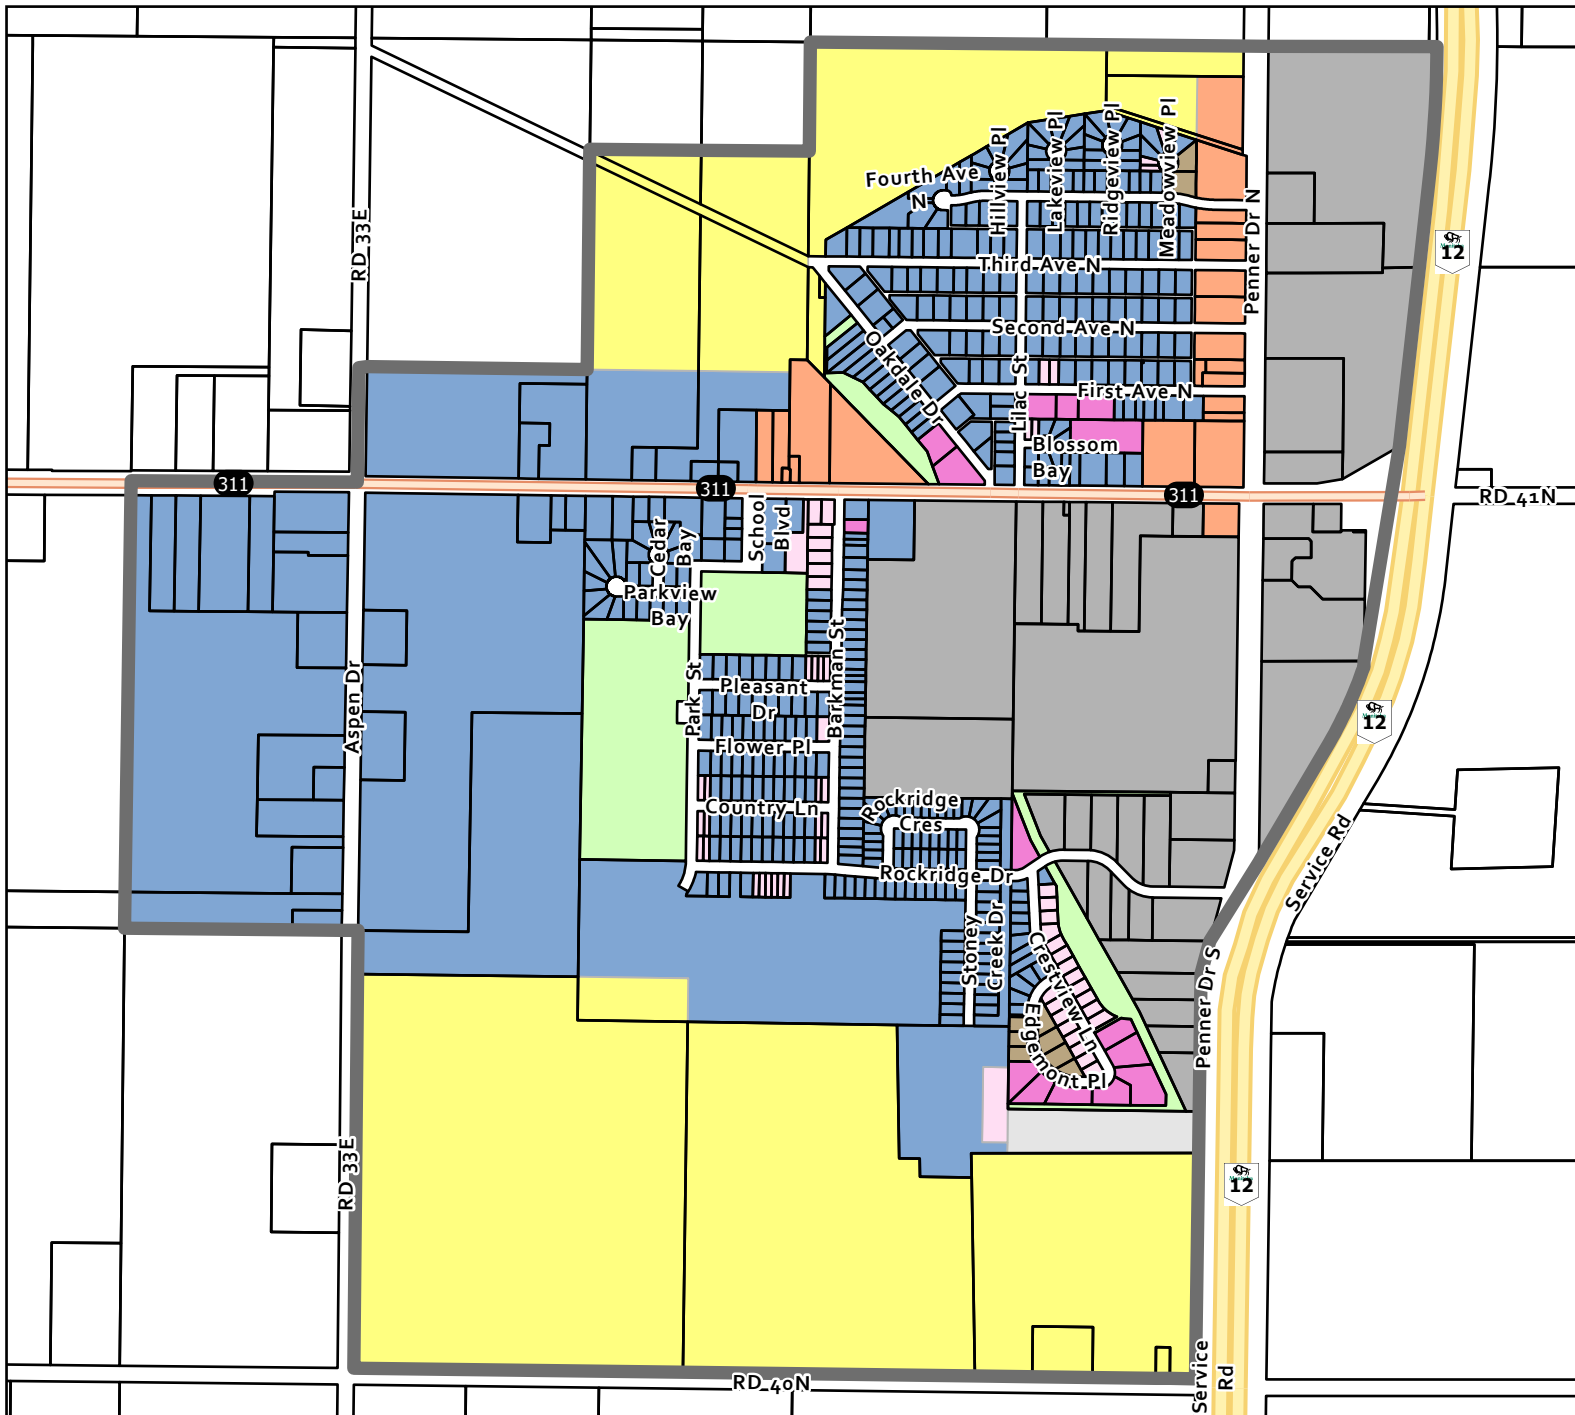 Hillview Pl
Lakeview Pl
Ridgeview Pl
Meadowview Pl
Fourth Ave
N
RD 33E
Penner Dr N
12
Third Ave N
Second Ave N
Oakdale Dr
Lilac St
First Ave N
Blossom
Bay
311
311
311
RD 41N
School
Blvd
Cedar
Bay
Parkview
Bay
Aspen Dr
Park St
Barkman St
Pleasant
Dr
Flower Pl
12
Country Ln
Rockridge
Cres
Service Rd
Rockridge Dr
Stoney
Creek Dr
Crestview Ln
Edgemont Pl
Penner Dr S
RD 33E
12
Service
Rd
RD 40N